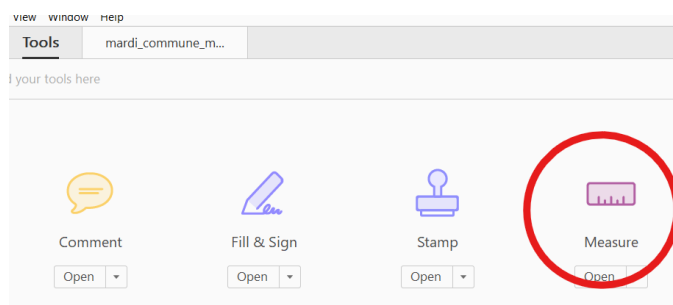 View Window Help
Tools mardi_commune_m...
your tools here
Comment Fill & Sign Stamp Measure
Open Open Open Open